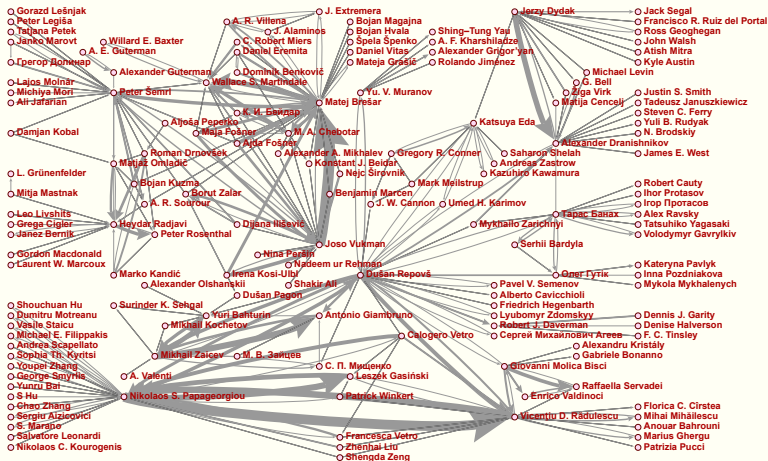 Gorazd Lešnjak
Peter Legiša
Tatjana Petek
Janko Marovt
Willard E. Baxter
A. E. Guterman
Грегор Долинар
Alexander Guterman
Lajos Molnár
Michiya Mori
Ali Jafarian
Peter Šemrl
Damjan Kobal
L. Grünenfelder
Mitja Mastnak
Leo Livshits
Grega Cigler
Janez Bernik
Gordon Macdonald
Laurent W. Marcoux
A. R. Villena
J. Alaminos
C. Robert Miers
Daniel Eremita
Dominik Benkovič
Wallace S. Martindale
J. Extremera
Bojan Magajna
Bojan Hvala
Špela Špenko
Daniel Vitas
Mateja Grašič
Shing–Tung Yau
A. F. Kharshiladze
Alexander Grigor'yan
Rolando Jiménez
Yu. V. Muranov
Matej Brešar
К. И. Бейдар
Aljoša Peperko
Maja Fošner
M. A. Chebotar
Ajda Fošner
Roman Drnovšek
Matjaž Omladič
Alexander A. Mikhalev
Konstant J. Beidar
Nejc Širovnik
Bojan Kuzma
Borut Zalar
A. R. Sourour
Benjamin Marcen
Heydar Radjavi
Peter Rosenthal
Dijana Ilišević
Joso Vukman
Nina Peršin
Nadeem ur Rehman
Marko Kandić
Irena Kosi-Ulbl
Shakir Ali
Alexander Olshanskii
Dušan Pagon
Dušan Repovš
Jerzy Dydak
Jack Segal
Francisco R. Ruiz del Portal
Ross Geoghegan
John Walsh
Atish Mitra
Kyle Austin
Michael Levin
G. Bell
Žiga Virk
Matija Cencelj
Justin S. Smith
Tadeusz Januszkiewicz
Steven C. Ferry
Yuli B. Rudyak
N. Brodskiy
James E. West
Katsuya Eda
Alexander Dranishnikov
Gregory R. Conner
Saharon Shelah
Andreas Zastrow
Kazuhiro Kawamura
Mark Meilstrup
J. W. Cannon
Umed H. Karimov
Robert Cauty
Ihor Protasov
Ігор Протасов
Alex Ravsky
Tatsuhiko Yagasaki
Volodymyr Gavrylkiv
Тарас Банах
Mykhailo Zarichnyi
Serhii Bardyla
Олег Гутік
Kateryna Pavlyk
Inna Pozdniakova
Mykola Mykhalenych
Pavel V. Semenov
Alberto Cavicchioli
Friedrich Hegenbarth
Lyubomyr Zdomskyy
Robert J. Daverman
Сергей Михайлович Агеев
Dennis J. Garity
Denise Halverson
F. C. Tinsley
Shouchuan Hu
Dumitru Motreanu
Vasile Staicu
Michael E. Filippakis
Andrea Scapellato
Sophia Th. Kyritsi
Youpei Zhang
George Smyrlis
Yunru Bai
S Hu
Chao Zhang
Sergiu Aizicovici
S. Marano
Salvatore Leonardi
Nikolaos C. Kourogenis
Surinder K. Sehgal
Yuri Bahturin
Mikhail Kochetov
Antonio Giambruno
Mikhail Zaicev
М. В. Зайцев
Calogero Vetro
A. Valenti
С. П. Мищенко
Leszék Gasiński
Nikolaos S. Papageorgiou
Patrick Winkert
Francesca Vetro
Zhenhai Liu
Shengda Zeng
Alexandru Kristály
Gabriele Bonanno
Giovanni Molica Bisci
Raffaella Servadei
Enrico Valdinoci
Vicenţiu D. Rădulescu
Florica C. Cîrstea
Mihai Mihăilescu
Anouar Bahrouni
Marius Ghergu
Patrizia Pucci